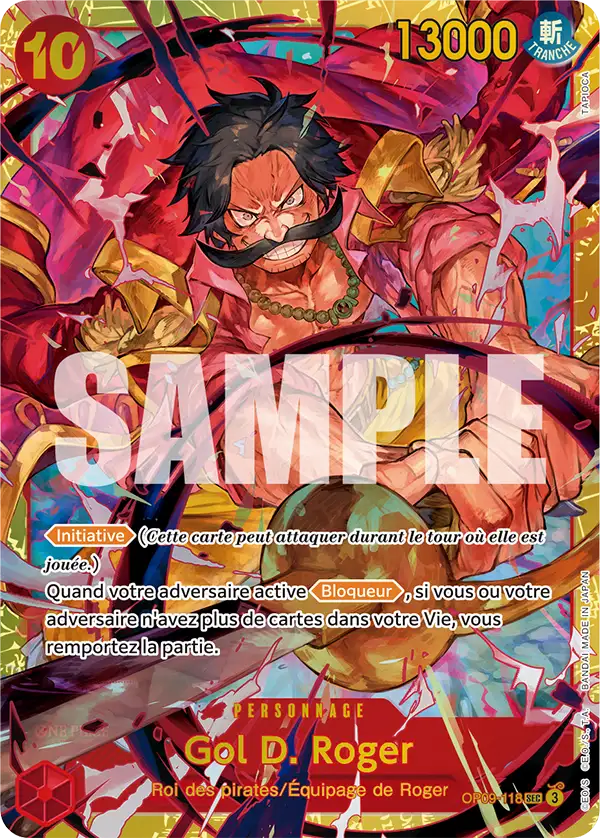 10
13000
斬
TRANCHE
TAPIOCA
SAMPLE
Initiative (Cette carte peut attaquer durant le tour où elle est
jouée.)
Quand votre adversaire active Bloqueur, si vous ou votre
adversaire n'avez plus de cartes dans votre Vie, vous
remportez la partie.
PERSONNAGE
Gol D. Roger
Roi des pirates/Équipage de Roger
OP09-118 SEC 3
©EO/S ©E.O./S.,T.A BANDAI MADE IN JAPAN